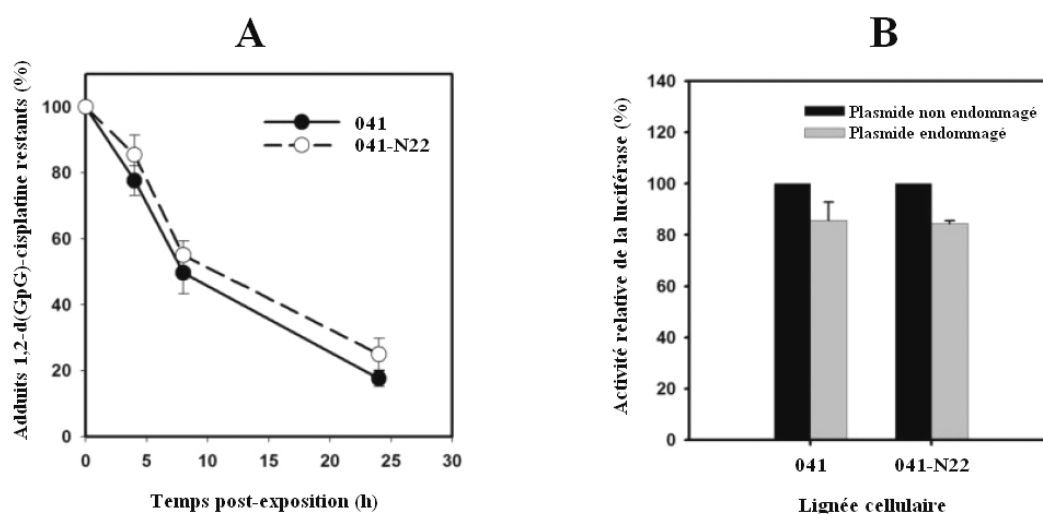 A
Adduits 1,2-d(GpG)-cisplatine restants (%)
100
80
60
40
20
0
041
041-N22
0 5 10 15 20 25 30
Temps post-exposition (h)
B
Activité relative de la luciférase (%)
140
120
100
80
60
40
20
0
Plasmide non endommagé
Plasmide endommagé
041 041-N22
Lignée cellulaire